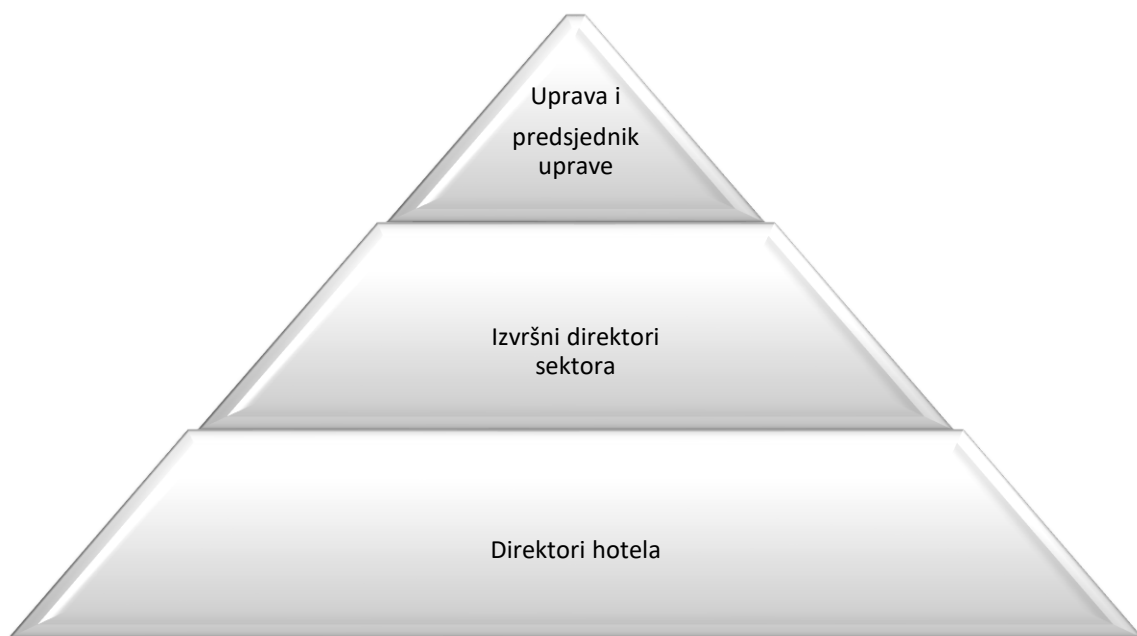 Uprava i
predsjednik
uprave
Izvršni direktori
sektora
Direktori hotela